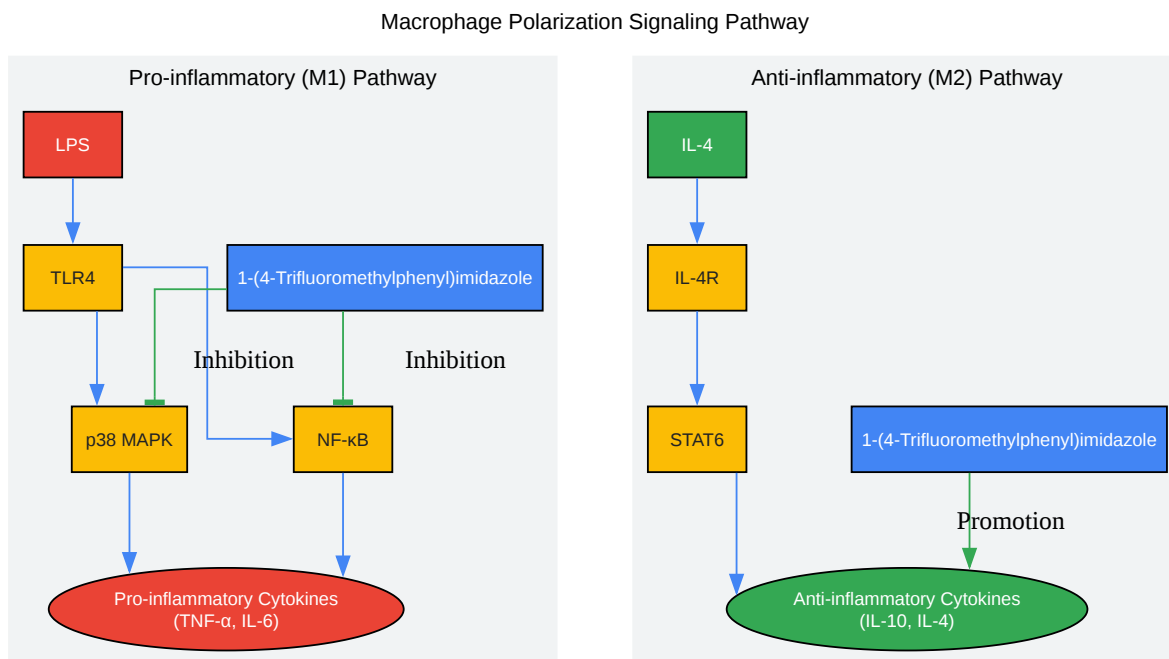 Macrophage Polarization Signaling Pathway
Pro-inflammatory (M1) Pathway
LPS
TLR4
1-(4-Trifluoromethylphenyl)imidazole
Inhibition
Inhibition
p38 MAPK
NF-κB
Pro-inflammatory Cytokines
(TNF-α, IL-6)
Anti-inflammatory (M2) Pathway
IL-4
IL-4R
STAT6
1-(4-Trifluoromethylphenyl)imidazole
Promotion
Anti-inflammatory Cytokines
(IL-10, IL-4)